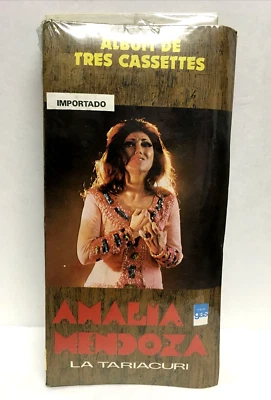 ALBUM DE
TRES CASSETTES
IMPORTADO
AMALIA
MENDOZA
LA TARIACURI